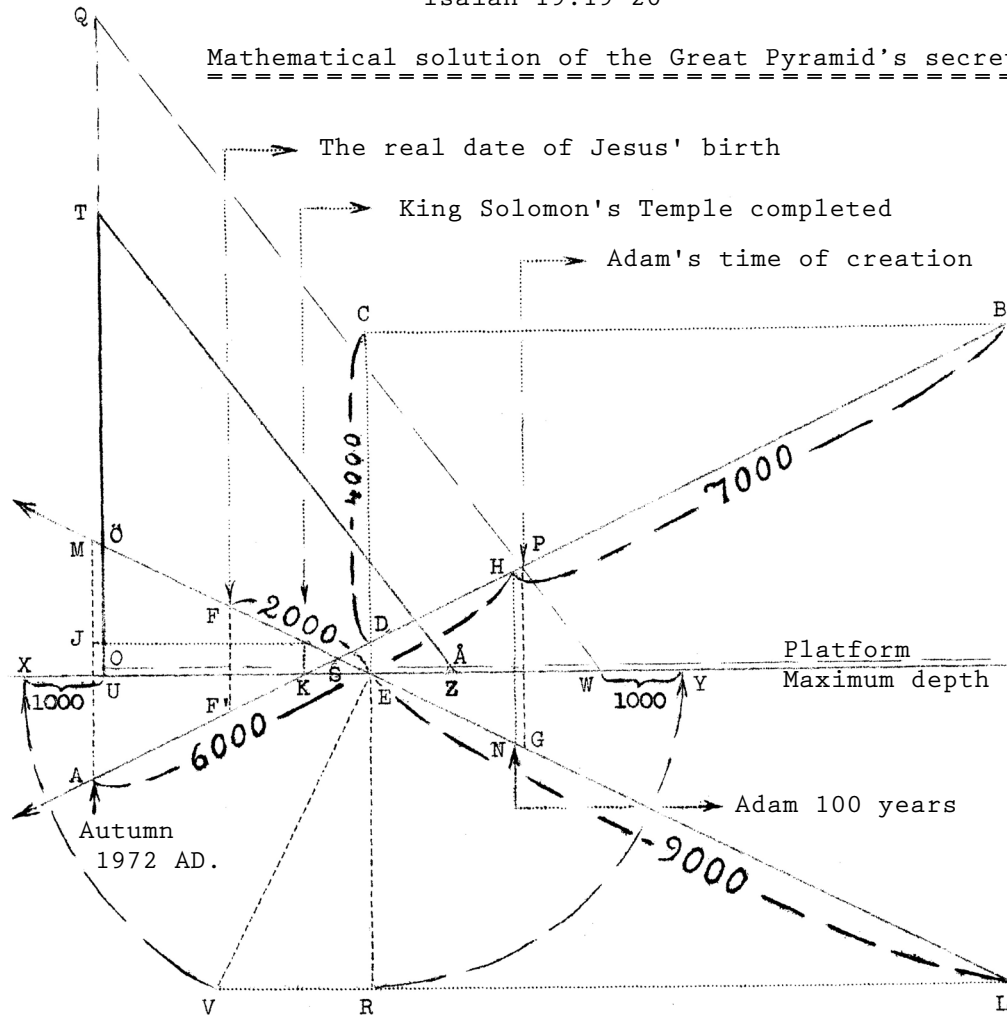 Isaiah 19:19-20
Mathematical solution of the Great Pyramid's secret
Q
The real date of Jesus' birth
T
King Solomon's Temple completed
Adam's time of creation
C
B
4000
7000
M Ö
P
H
F
2000
D
J
Platform
X
O
S
Å
U
K
E
Z
W
Y
Maximum depth
1000
1000
F'
6000
N G
A
Adam 100 years
Autumn
1972 AD.
9000
V
R
L